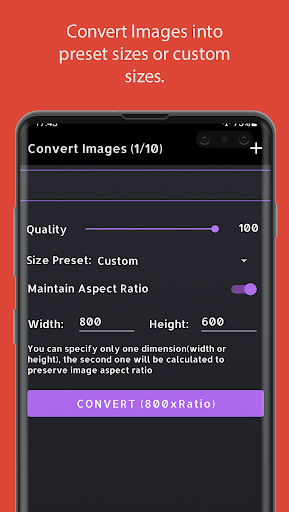 Convert Images into
preset sizes or custom
sizes.
17:43
75%
Convert Images (1/10) +
Quality 100
Size Preset: Custom
Maintain Aspect Ratio
Width: 800 Height: 600
You can specify only one dimension(width or
height), the second one will be calculated to
preserve image aspect ratio
CONVERT (800xRatio)